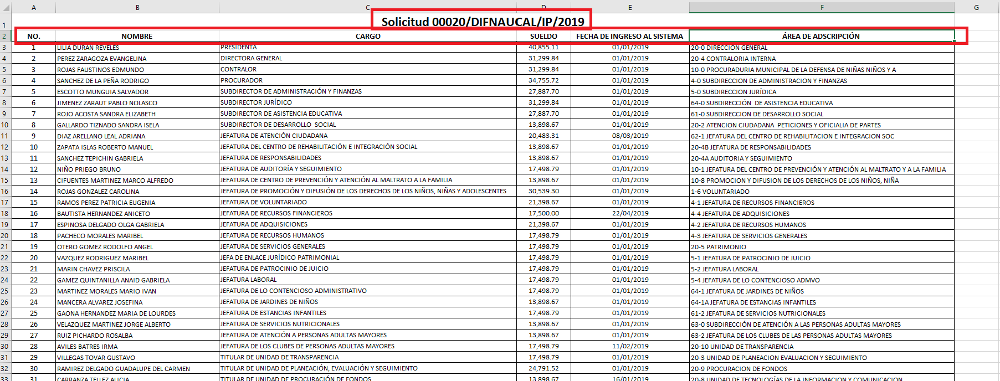 A B C D E F G
1 Solicitud 00020/DIFNAUCAL/IP/2019
2 NO. NOMBRE CARGO SUELDO FECHA DE INGRESO AL SISTEMA ÁREA DE ADSCRIPCIÓN
3 1 LILIA DURAN REVELES PRESIDENTA 40,855.11 01/01/2019 20-0 DIRECCION GENERAL
4 2 PEREZ ZARAGOZA EVANGELINA DIRECTORA GENERAL 31,299.84 01/01/2019 20-4 CONTRALORIA INTERNA
5 3 ROJAS FAUSTINOS EDMUNDO CONTRALOR 31,299.84 01/01/2019 10-0 PROCURADURIA MUNICIPAL DE LA DEFENSA DE NIÑAS NIÑOS Y A
6 4 SANCHEZ DE LA PEÑA RODRIGO PROCURADOR 34,755.72 01/01/2019 4-0 SUBDIRECCION DE ADMINISTRACION Y FINANZAS
7 5 ESCOTTO MUNGUIA SALVADOR SUBDIRECTOR DE ADMINISTRACIÓN Y FINANZAS 27,887.70 01/01/2019 5-0 SUBDIRECCION JURÍDICA
8 6 JIMENEZ ZARAUT PABLO NOLASCO SUBDIRECTOR JURÍDICO 31,299.84 01/01/2019 64-0 SUBDIRECCIÓN DE ASISTENCIA EDUCATIVA
9 7 ROJO ACOSTA SANDRA ELIZABETH SUBDIRECTOR DE ASISTENCIA EDUCATIVA 27,887.70 01/01/2019 61-0 SUBDIRECCION DE DESARROLLO SOCIAL
10 8 GALLARDO TIZNADO SANDRA ISELA SUBDIRECTOR DE DESARROLLO SOCIAL 13,898.67 01/01/2019 20-2 ATENCION CIUDADANA PETICIONES Y OFICIALIA DE PARTES
11 9 DIAZ ARELLANO LEAL ADRIANA JEFATURA DE ATENCIÓN CIUDADANA 20,483.31 08/03/2019 62-1 JEFATURA DEL CENTRO DE REHABILITACION E INTEGRACION SOC
12 10 ZAPATA ISLAS ROBERTO MANUEL JEFATURA DEL CENTRO DE REHABILITACIÓN E INTEGRACIÓN SOCIAL 13,898.67 01/01/2019 20-4B JEFATURA DE RESPONSABILIDADES
13 11 SANCHEZ TEPICHIN GABRIELA JEFATURA DE RESPONSABILIDADES 13,898.67 01/01/2019 20-4A AUDITORIA Y SEGUIMIENTO
14 12 NIÑO PRIEGO BRUNO JEFATURA DE AUDITORÍA Y SEGUIMIENTO 17,498.79 01/01/2019 10-1 JEFATURA DEL CENTRO DE PREVENCIÓN Y ATENCIÓN AL MALTRATO Y A LA FAMILIA
15 13 CIFUENTES MARTINEZ MARCO ALFREDO JEFATURA DE CENTRO DE PREVENCIÓN Y ATENCIÓN AL MALTRATO A LA FAMILIA 13,898.67 01/01/2019 10-8 PROMOCION Y DIFUSION DE LOS DERECHOS DE LOS NIÑOS, NIÑA
16 14 ROJAS GONZALEZ CAROLINA JEFATURA DE PROMOCIÓN Y DIFUSIÓN DE LOS DERECHOS DE LOS NIÑOS, NIÑAS Y ADOLESCENTES 30,539.30 01/01/2019 1-6 VOLUNTARIADO
17 15 RAMOS PEREZ PATRICIA EUGENIA JEFATURA DE VOLUNTARIADO 21,398.67 01/01/2019 4-1 JEFATURA DE RECURSOS FINANCIEROS
18 16 BAUTISTA HERNANDEZ ANICETO JEFATURA DE RECURSOS FINANCIEROS 17,500.00 22/04/2019 4-4 JEFATURA DE ADQUISICIONES
19 17 ESPINOSA DELGADO OLGA GABRIELA JEFATURA DE ADQUISICIONES 21,398.67 01/01/2019 4-2 JEFATURA DE RECURSOS HUMANOS
20 18 PACHECO MORALES MARIBEL JEFATURA DE RECURSOS HUMANOS 17,498.79 01/01/2019 4-3 JEFATURA DE SERVICIOS GENERALES
21 19 OTERO GOMEZ RODOLFO ANGEL JEFATURA DE SERVICIOS GENERALES 17,498.79 01/01/2019 20-5 PATRIMONIO
22 20 VAZQUEZ RODRIGUEZ MARIBEL JEFA DE ENLACE JURÍDICO PATRIMONIAL 17,498.79 01/01/2019 5-1 JEFATURA DE PATROCINIO DE JUICIO
23 21 MARIN CHAVEZ PRISCILA JEFATURA DE PATROCINIO DE JUICIO 17,498.79 01/01/2019 5-2 JEFATURA LABORAL
24 22 GAMEZ QUINTANILLA ANAID GABRIELA JEFATURA LABORAL 17,498.79 01/01/2019 5-4 JEFATURA DE LO CONTENCIOSO ADMVO
25 23 MARTINEZ MORALES MARIO IVAN JEFATURA DE LO CONTENCIOSO ADMINISTRATIVO 17,498.79 01/01/2019 64-1 JEFATURA DE JARDINES DE NIÑOS
26 24 MANCERA ALVAREZ JOSEFINA JEFATURA DE JARDINES DE NIÑOS 13,898.67 01/01/2019 64-1A JEFATURA DE ESTANCIAS INFANTILES
27 25 GAONA HERNANDEZ MARIA DE LOURDES JEFATURA DE ESTANCIAS INFANTILES 17,498.79 01/01/2019 61-2 JEFATURA DE SERVICIOS NUTRICIONALES
28 26 VELAZQUEZ MARTINEZ JORGE ALBERTO JEFATURA DE SERVICIOS NUTRICIONALES 13,898.67 01/01/2019 63-0 SUBDIRECCIÓN DE ATENCIÓN A LAS PERSONAS ADULTAS MAYORES
29 27 RUIZ PICHARDO ROSALBA JEFATURA DE ATENCIÓN A PERSONAS ADULTAS MAYORES 13,898.67 01/01/2019 63-2 JEFATURA DE LOS CLUBES DE LAS PERSONAS ADULTAS MAYORES
30 28 AVILES BATRES IRMA JEFATURA DE LOS CLUBES DE PERSONAS ADULTAS MAYORES 17,498.79 11/02/2019 20-10 UNIDAD DE TRANSPARENCIA
31 29 VILLEGAS TOVAR GUSTAVO TITULAR DE UNIDAD DE TRANSPARENCIA 17,498.79 01/01/2019 20-3 UNIDAD DE PLANEACION EVALUACION Y SEGUIMIENTO
32 30 RAMIREZ DELGADO GUADALUPE DEL CARMEN TITULAR DE UNIDAD DE PLANEACIÓN, EVALUACIÓN Y SEGUIMIENTO 24,791.52 01/01/2019 20-9 PROCURACION DE FONDOS
33 31 CARRANZA TELLEZ ALICIA TITULAR DE UNIDAD DE PROCURACIÓN DE FONDOS 13,898.67 16/01/2019 20-8 UNIDAD DE TECNOLOGÍAS DE LA INFORMACION Y COMUNICACION